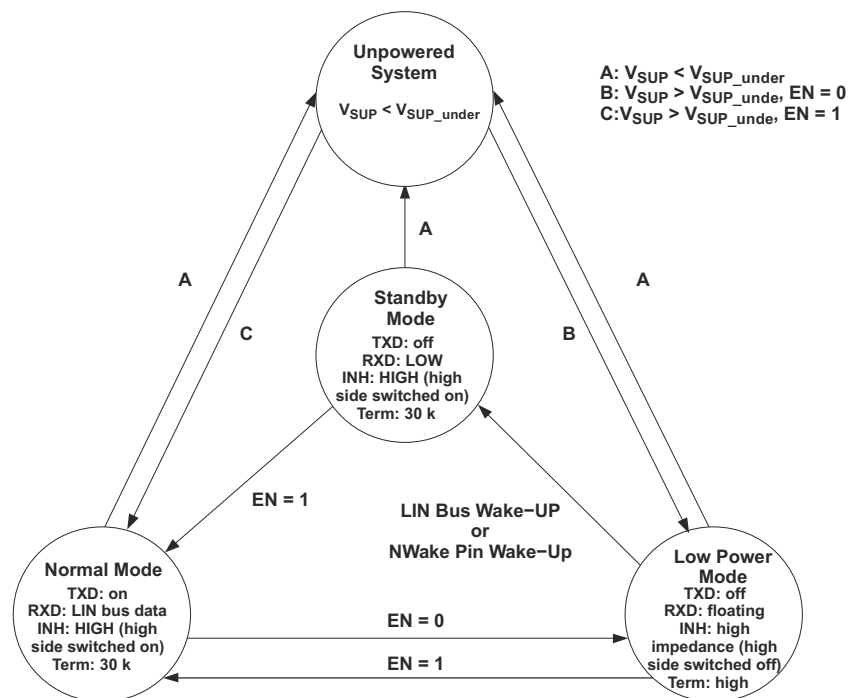 Unpowered
System
VSUP < VSUP_under
A: VSUP < VSUP_under
B: VSUP > VSUP_unde, EN = 0
C:VSUP > VSUP_unde, EN = 1
A
A
A
C
B
Standby
Mode
TXD: off
RXD: LOW
INH: HIGH (high
side switched on)
Term: 30 k
EN = 1
LIN Bus Wake−UP
or
NWake Pin Wake−Up
Normal Mode
TXD: on
RXD: LIN bus data
INH: HIGH (high
side switched on)
Term: 30 k
EN = 0
EN = 1
Low Power
Mode
TXD: off
RXD: floating
INH: high
impedance (high
side switched off)
Term: high